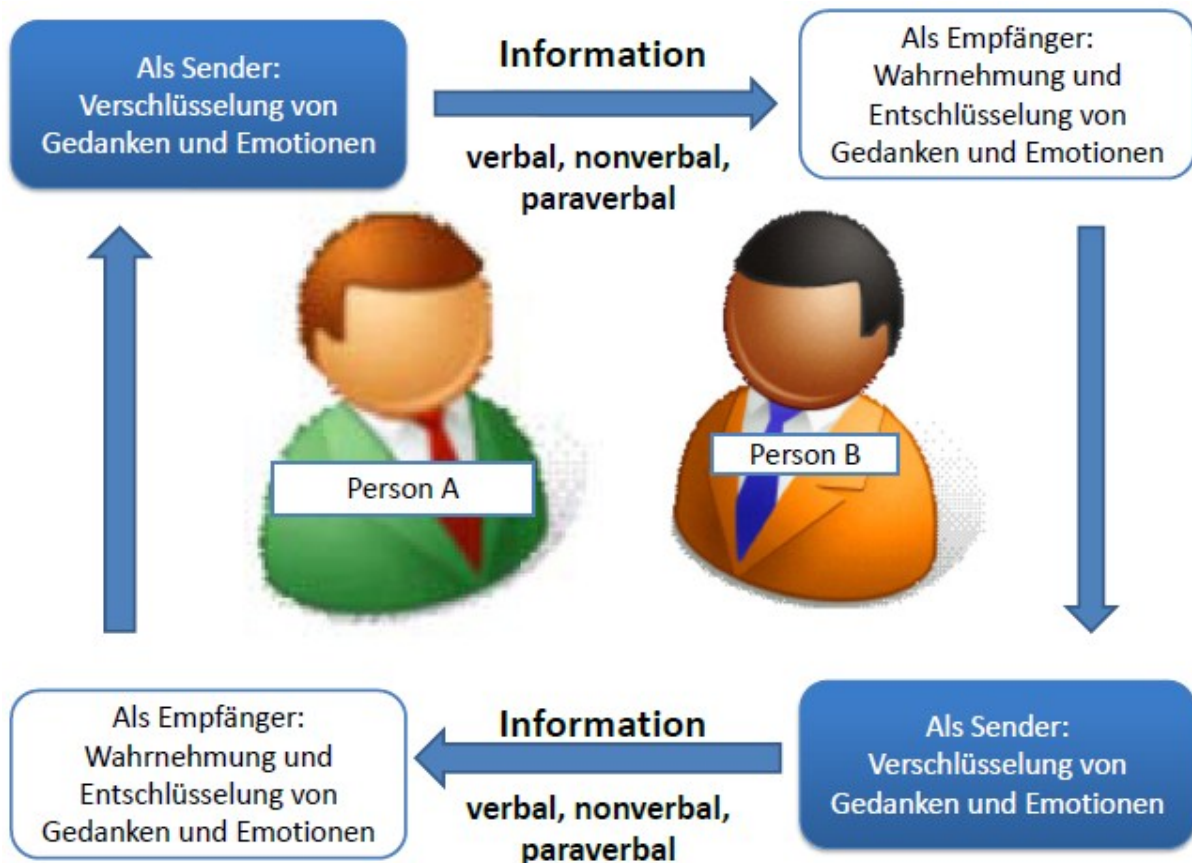 Als Sender:
Verschlüsselung von
Gedanken und Emotionen
Information
verbal, nonverbal,
paraverbal
Als Empfänger:
Wahrnehmung und
Entschlüsselung von
Gedanken und Emotionen
Person A
Person B
Als Empfänger:
Wahrnehmung und
Entschlüsselung von
Gedanken und Emotionen
Information
verbal, nonverbal,
paraverbal
Als Sender:
Verschlüsselung von
Gedanken und Emotionen